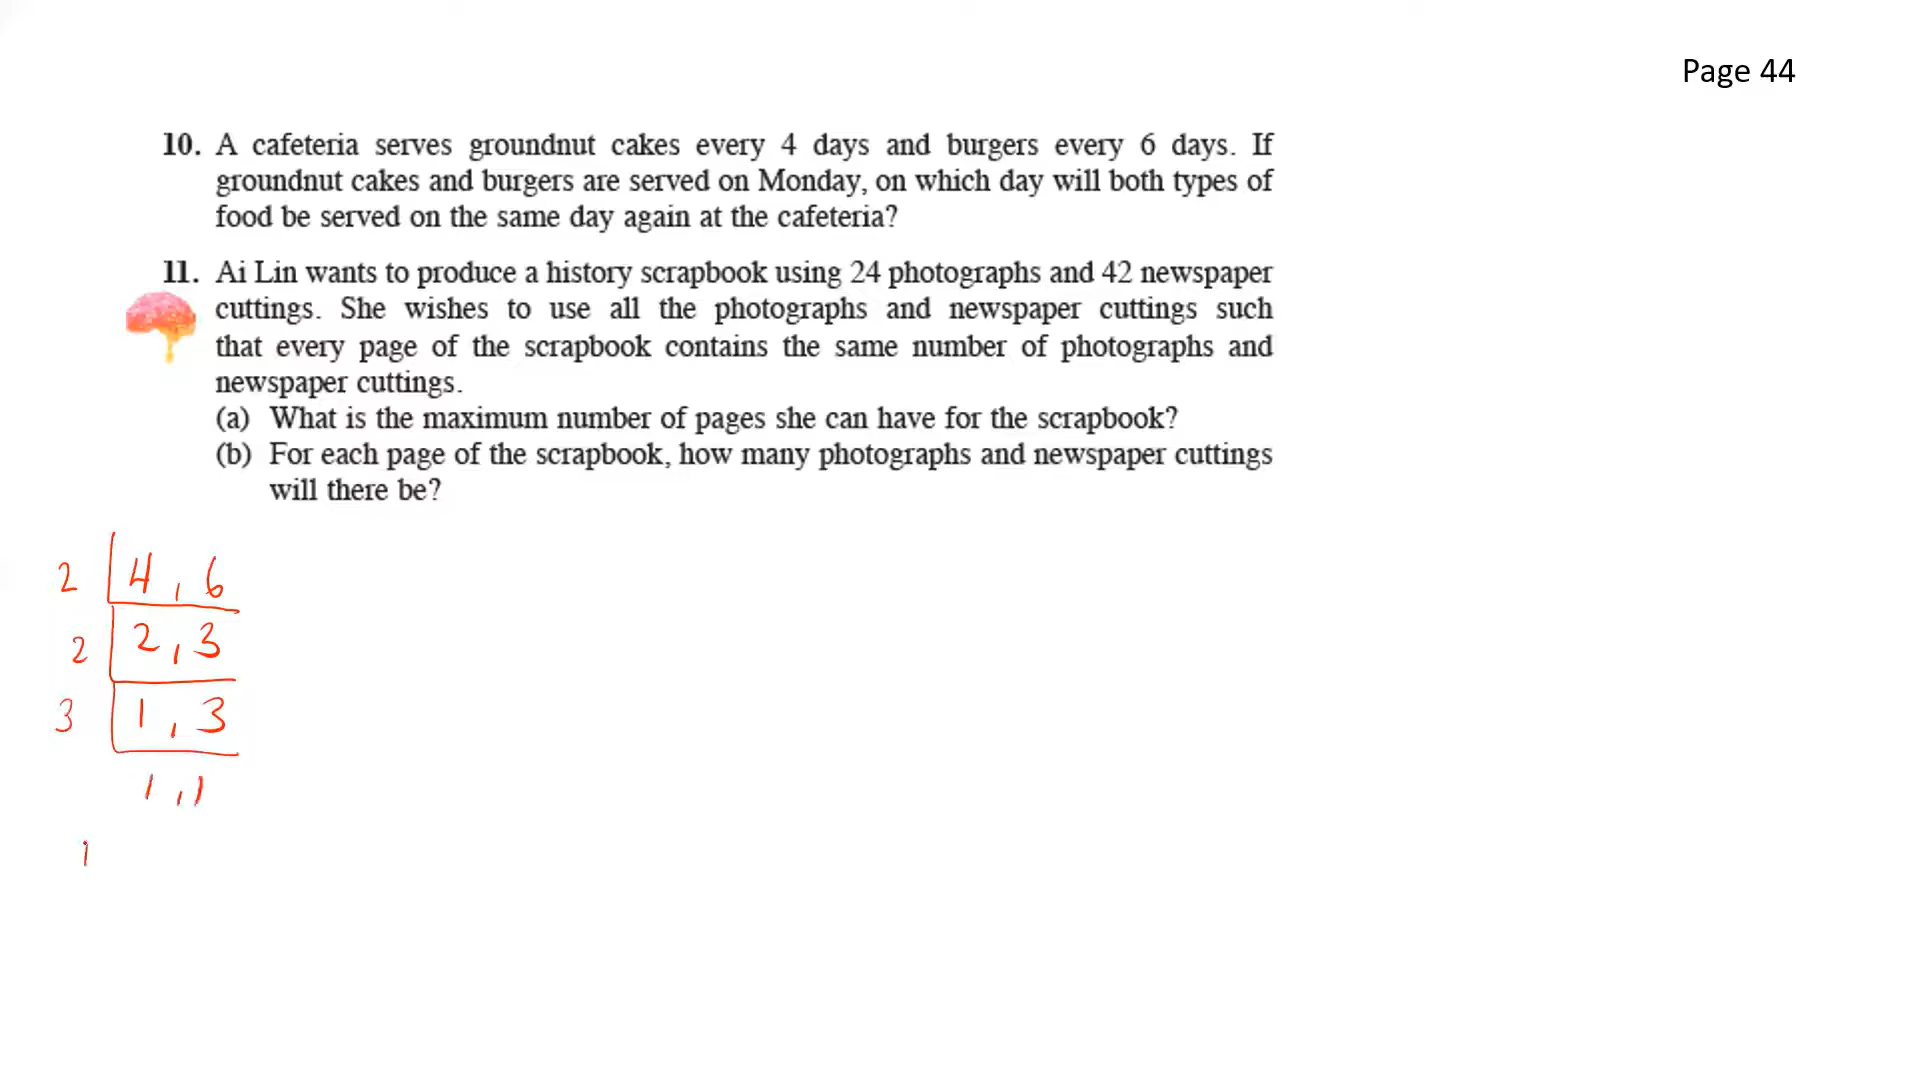 Page 44
10. A cafeteria serves groundnut cakes every 4 days and burgers every 6 days. If
groundnut cakes and burgers are served on Monday, on which day will both types of
food be served on the same day again at the cafeteria?
11. Ai Lin wants to produce a history scrapbook using 24 photographs and 42 newspaper
cuttings. She wishes to use all the photographs and newspaper cuttings such
that every page of the scrapbook contains the same number of photographs and
newspaper cuttings.
(a) What is the maximum number of pages she can have for the scrapbook?
(b) For each page of the scrapbook, how many photographs and newspaper cuttings
will there be?
2 4 , 6
2 2 , 3
3 1 , 3
1 , 1